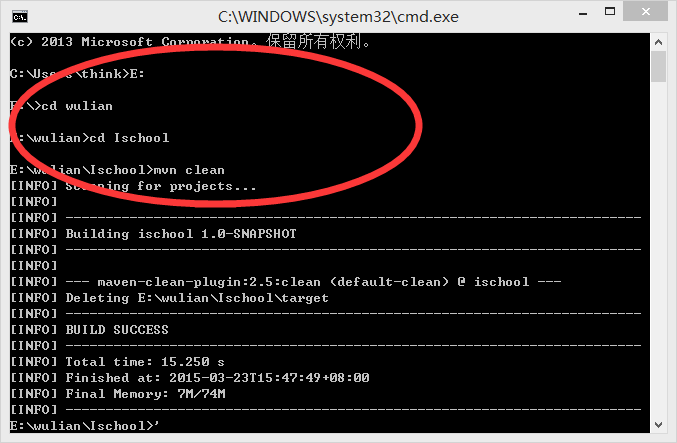 C:\WINDOWS\system32\cmd.exe
(c) 2013 Microsoft Corporation。保留所有权利。
C:\Users\think>E:
E:\>cd wulian
E:\wulian>cd Ischool
E:\wulian\Ischool>mvn clean
[INFO] Scanning for projects...
[INFO]
[INFO] ------------------------------------------------------------------------
[INFO] Building ischool 1.0-SNAPSHOT
[INFO] ------------------------------------------------------------------------
[INFO]
[INFO] --- maven-clean-plugin:2.5:clean (default-clean) @ ischool ---
[INFO] Deleting E:\wulian\Ischool\target
[INFO] ------------------------------------------------------------------------
[INFO] BUILD SUCCESS
[INFO] ------------------------------------------------------------------------
[INFO] Total time: 15.250 s
[INFO] Finished at: 2015-03-23T15:47:49+08:00
[INFO] Final Memory: 7M/74M
[INFO] ------------------------------------------------------------------------
E:\wulian\Ischool>'